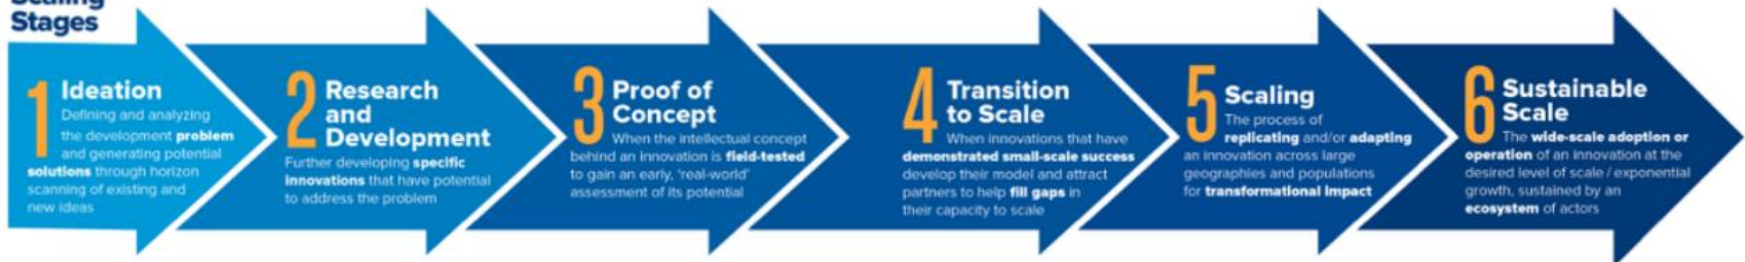 Scaling
Stages
1
Ideation
Defining and analyzing
the development problem
and generating potential
solutions through horizon
scanning of existing and
new ideas
2
Research
and
Development
Further developing specific
innovations that have potential
to address the problem
3
Proof of
Concept
When the intellectual concept
behind an innovation is field-tested
to gain an early, 'real-world'
assessment of its potential
4
Transition
to Scale
When innovations that have
demonstrated small-scale success
develop their model and attract
partners to help fill gaps in
their capacity to scale
5
Scaling
The process of
replicating and/or adapting
an innovation across large
geographies and populations
for transformational impact
6
Sustainable
Scale
The wide-scale adoption or
operation of an innovation at the
desired level of scale / exponential
growth, sustained by an
ecosystem of actors